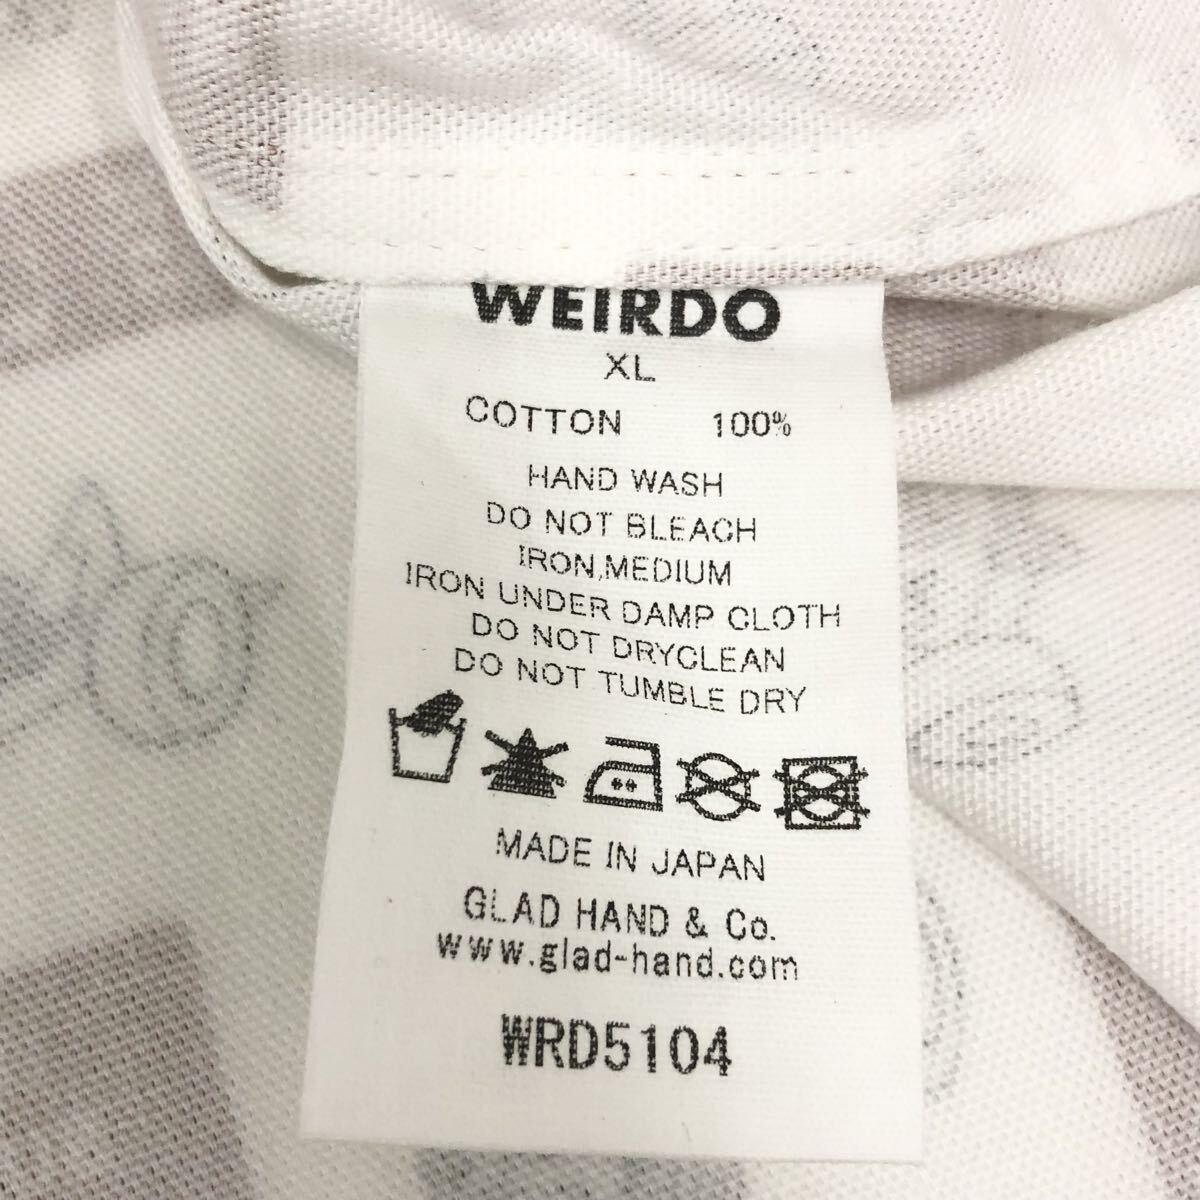 WEIRDO
XL
COTTON 100%
HAND WASH
DO NOT BLEACH
IRON,MEDIUM
IRON UNDER DAMP CLOTH
DO NOT DRYCLEAN
DO NOT TUMBLE DRY
MADE IN JAPAN
GLAD HAND & Co.
www.glad-hand.com
WRD5104